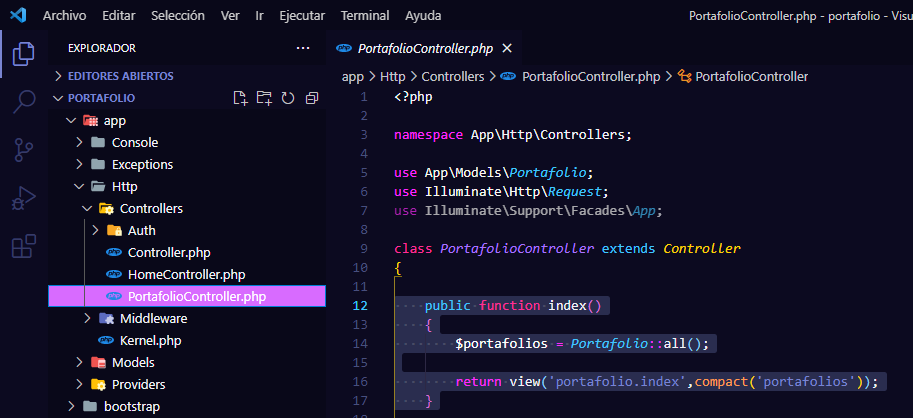 Archivo Editar Selección Ver Ir Ejecutar Terminal Ayuda PortafolioController.php - portafolio - Visu
EXPLORADOR ···
EDITORES ABIERTOS
PORTAFOLIO
app
Console
Exceptions
Http
Controllers
Auth
Controller.php
HomeController.php
PortafolioController.php
Middleware
Kernel.php
Models
Providers
bootstrap
PortafolioController.php
app > Http > Controllers > PortafolioController.php > PortafolioController
1 <?php
2
3 namespace App\Http\Controllers;
4
5 use App\Models\Portafolio;
6 use Illuminate\Http\Request;
7 use Illuminate\Support\Facades\App;
8
9 class PortafolioController extends Controller
10 {
11
12 public function index()
13 {
14 $portafolios = Portafolio::all();
15
16 return view('portafolio.index',compact('portafolios'));
17 }